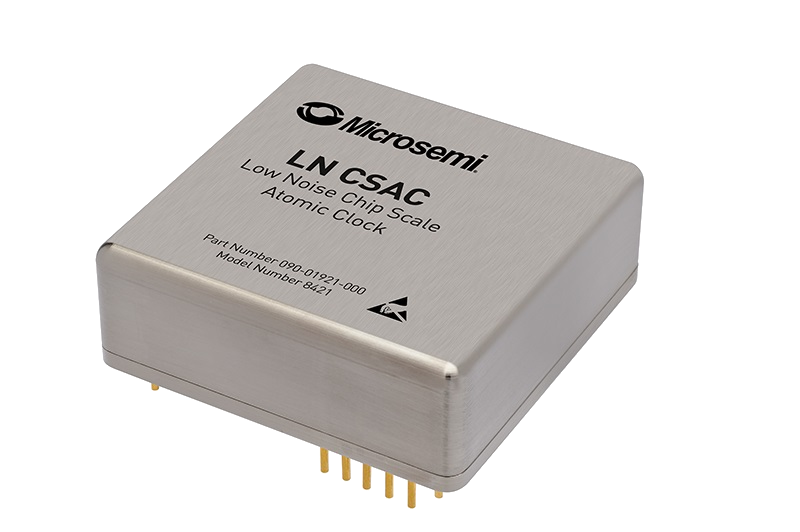 Microsemi
LN CSAC
Low Noise Chip Scale
Atomic Clock
Part Number 090-01921-000
Model Number 8421